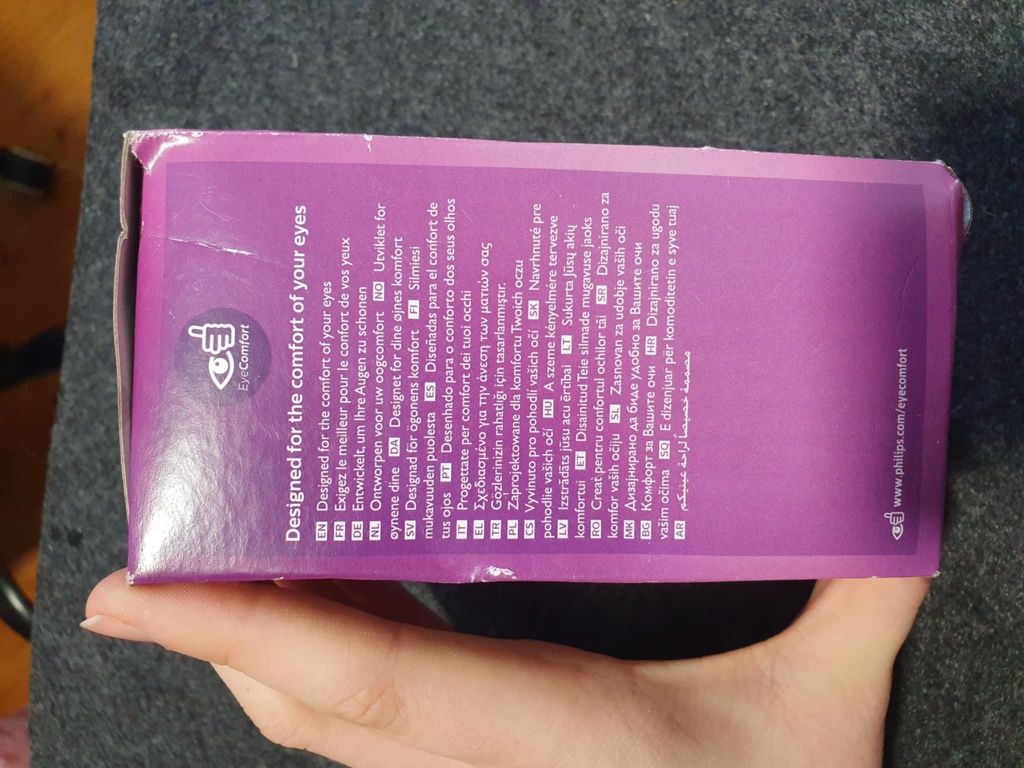 EyeComfort
Designed for the comfort of your eyes
EN Designed for the comfort of your eyes
FR Exigez le meilleur pour le confort de vos yeux
DE Entwickelt, um Ihre Augen zu schonen
NL Ontworpen voor uw oogcomfort NO Utviklet for
øynene dine DA Designet for dine øjnes komfort
SV Designad för ögonens komfort FI Silmiesi
mukavuuden puolesta ES Diseñadas para el confort de
tus ojos PT Desenhado para o conforto dos seus olhos
IT Progettate per comfort dei tuoi occhi
EL Σχεδιασμένο για την άνεση των ματιών σας
TR Gözlerinizin rahatlığı için tasarlanmıştır.
PL Zaprojektowane dla komfortu Twoich oczu
CS Vyvinuto pro pohodlí vašich očí SK Navrhnuté pre
pohodlie vašich očí HU A szeme kényelmére tervezve
LV Izstrādāts jūsu acu ērtībai LT Sukurta Jūsų akių
komfortui ET Disainitud Teie silmade mugavuse jaoks
RO Creat pentru confortul ochilor tăi SR Dizajnirano za
komfor vaših očiju SL Zasnovan za udobje vaših oči
MK Дизајнирано да биде удобно за Вашите очи
BG Комфорт за Вашите очи HR Dizajnirano za ugodu
vašim očima SQ E dizenjuar për komoditetin e syve tuaj
AR مصممة خصيصاً لراحة عينيكم
www.philips.com/eyecomfort